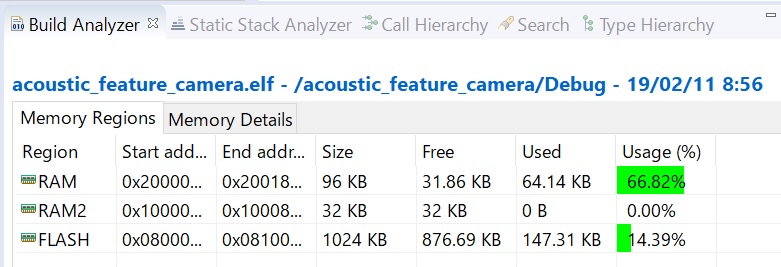 Build Analyzer Static Stack Analyzer Call Hierarchy Search Type Hierarchy
acoustic_feature_camera.elf - /acoustic_feature_camera/Debug - 19/02/11 8:56
Memory Regions Memory Details
Region Start add... End addr... Size Free Used Usage (%)
RAM 0x20000... 0x20018... 96 KB 31.86 KB 64.14 KB 66.82%
RAM2 0x10000... 0x10008... 32 KB 32 KB 0 B 0.00%
FLASH 0x08000... 0x08100... 1024 KB 876.69 KB 147.31 KB 14.39%